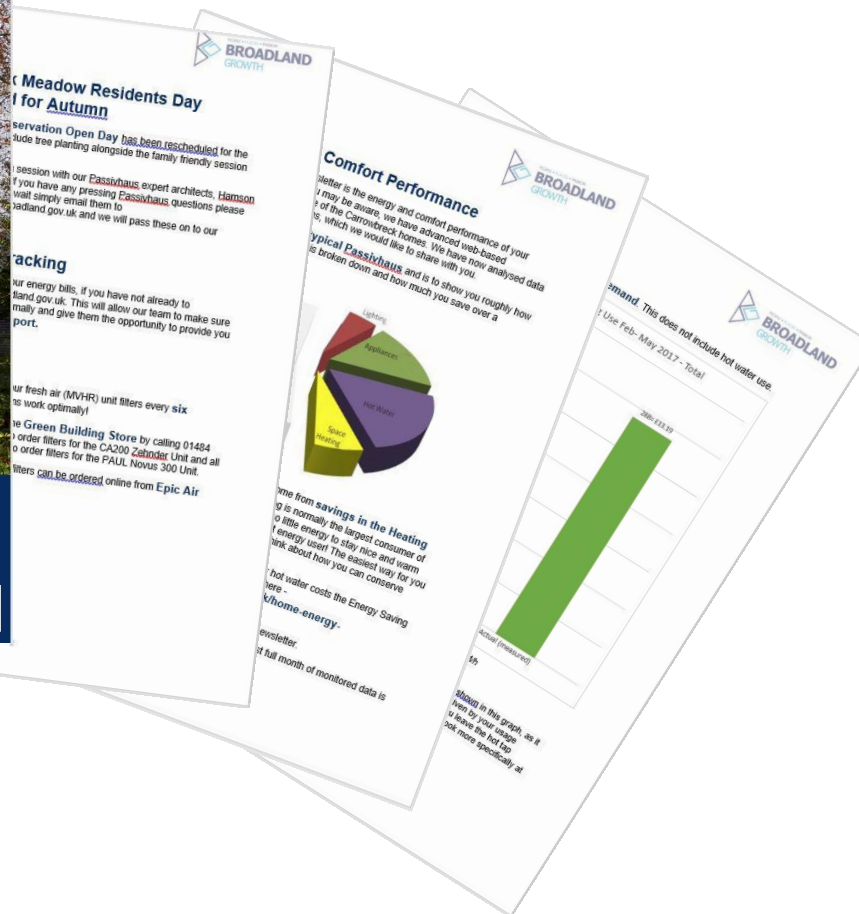 BROADLAND
GROWTH
Meadow Residents Day
for Autumn
servation Open Day has been rescheduled for the
ude tree planting alongside the family friendly session
session with our Passivhaus expert architects, Hamson
f you have any pressing Passivhaus questions please
wait simply email them to
oadland.gov.uk and we will pass these on to our
racking
ur energy bills, if you have not already to
lland.gov.uk. This will allow our team to make sure
mally and give them the opportunity to provide you
port.
ur fresh air (MVHR) unit filters every six
ns work optimally!
he Green Building Store by calling 01484
o order filters for the CA200 Zehnder Unit and all
o order filters for the PAUL Novus 300 Unit.
ilters can be ordered online from Epic Air
BROADLAND
GROWTH
Comfort Performance
sletter is the energy and comfort performance of your
u may be aware, we have advanced web-based
e of the Carrowbreck homes. We have now analysed data
s, which we would like to share with you.
typical Passivhaus and is to show you roughly how
is broken down and how much you save over a
Lighting
Appliances
Hot Water
Space
Heating
me from savings in the Heating
g is normally the largest consumer of
o little energy to stay nice and warm
t energy user! The easiest way for you
hink about how you can conserve
hot water costs the Energy Saving
here -
k/home-energy-
ewsletter.
st full month of monitored data is
BROADLAND
GROWTH
emand. This does not include hot water use.
Use Feb- May 2017 - Total
288= £33.19
Actual (measured)
shown in this graph, as it
iven by your usage
u leave the hot tap
ook more specifically at